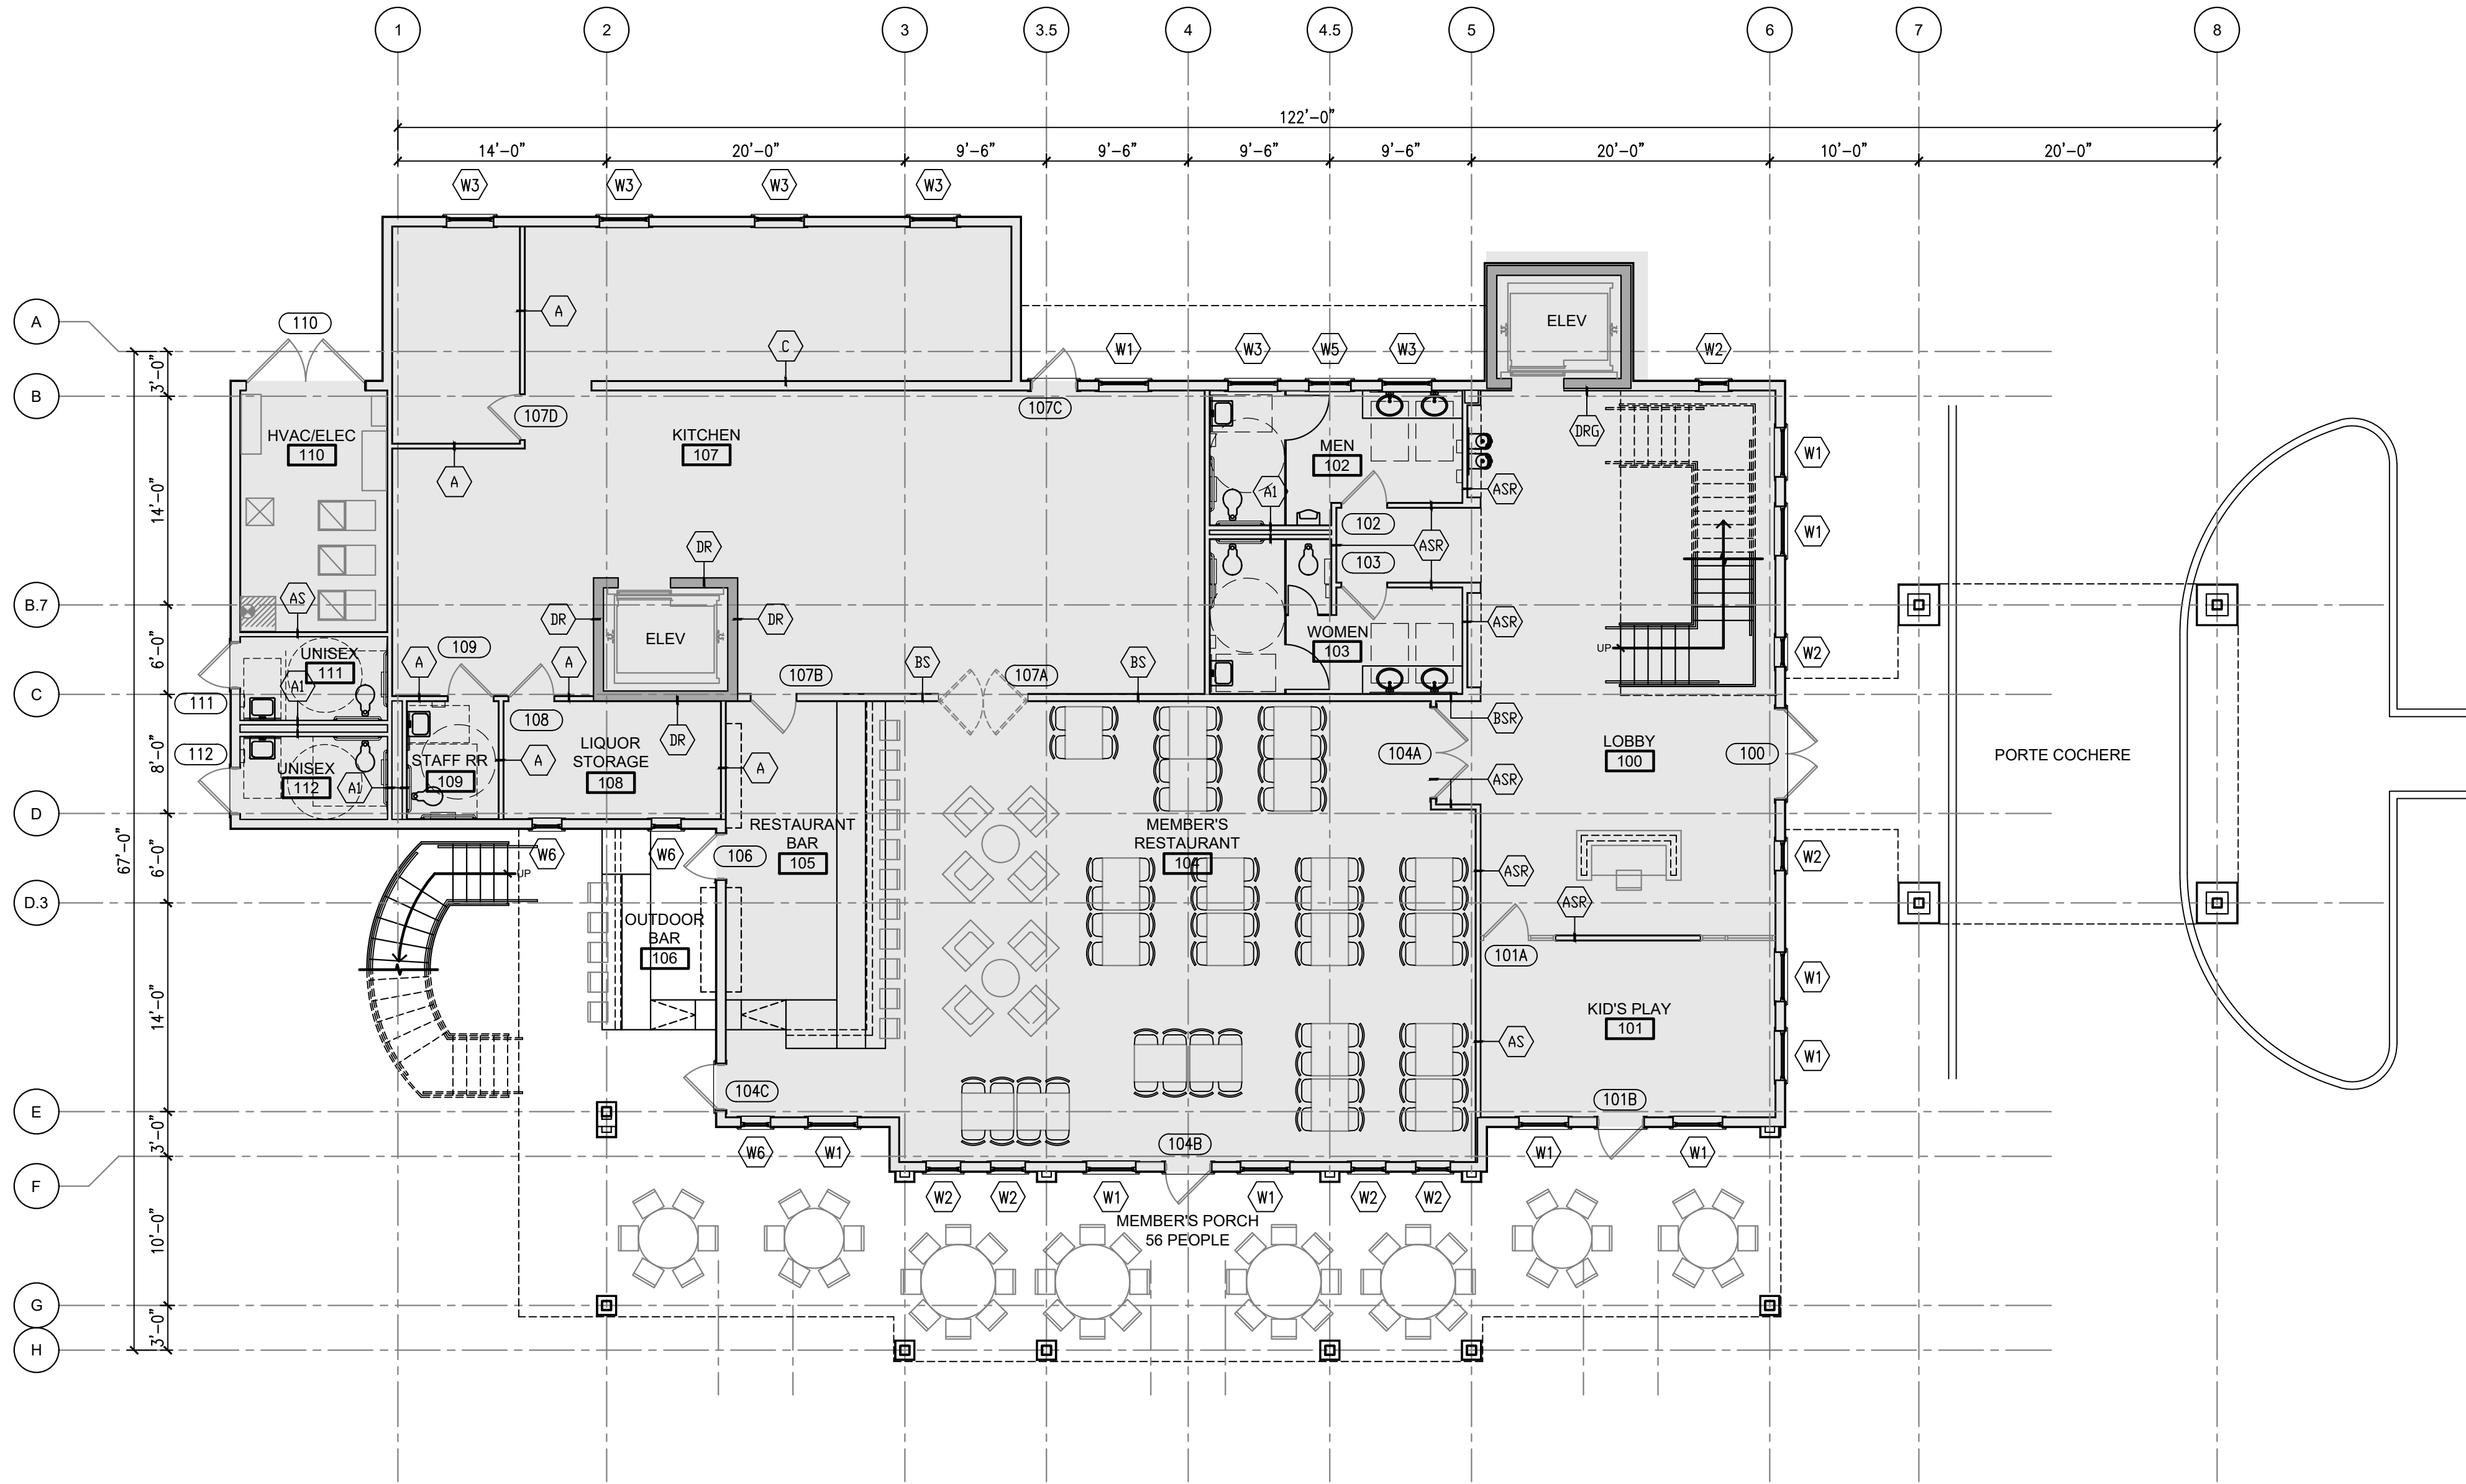 1 2 3 3.5 4 4.5 5 6 7 8
122'-0"
14'-0" 20'-0" 9'-6" 9'-6" 9'-6" 9'-6" 20'-0" 10'-0" 20'-0"
W3 W3 W3 W3
A
110
A
ELEV
C
W1 W3 W5 W3 W2
3'-0"
B
107D
107C
HVAC/ELEC
110
KITCHEN
107
MEN
102
DRG
W1
A
14'-0"
A1
ASR
102
W1
DR
ASR
103
AS
B.7
DR
ELEV
DR
ASR
UNISEX
111
109
WOMEN
103
W2
UP
6'-0"
A
A
107B
BS
107A
BS
A1
C
111
108
DR
BSR
112
STAFF RR
109
A
LIQUOR
STORAGE
108
A
104A
LOBBY
100
100
PORTE COCHERE
8'-0"
UNISEX
112
A1
ASR
D
67'-0"
RESTAURANT
BAR
105
MEMBER'S
RESTAURANT
104
W6
W6
106
W2
6'-0"
UP
ASR
D.3
OUTDOOR
BAR
106
ASR
101A
W1
14'-0"
KID'S PLAY
101
AS
W1
104C
101B
E
3'-0"
W6
W1
104B
W1
W1
F
W2 W2 W1 W1 W2 W2
MEMBER'S PORCH
56 PEOPLE
10'-0"
G
3'-0"
H